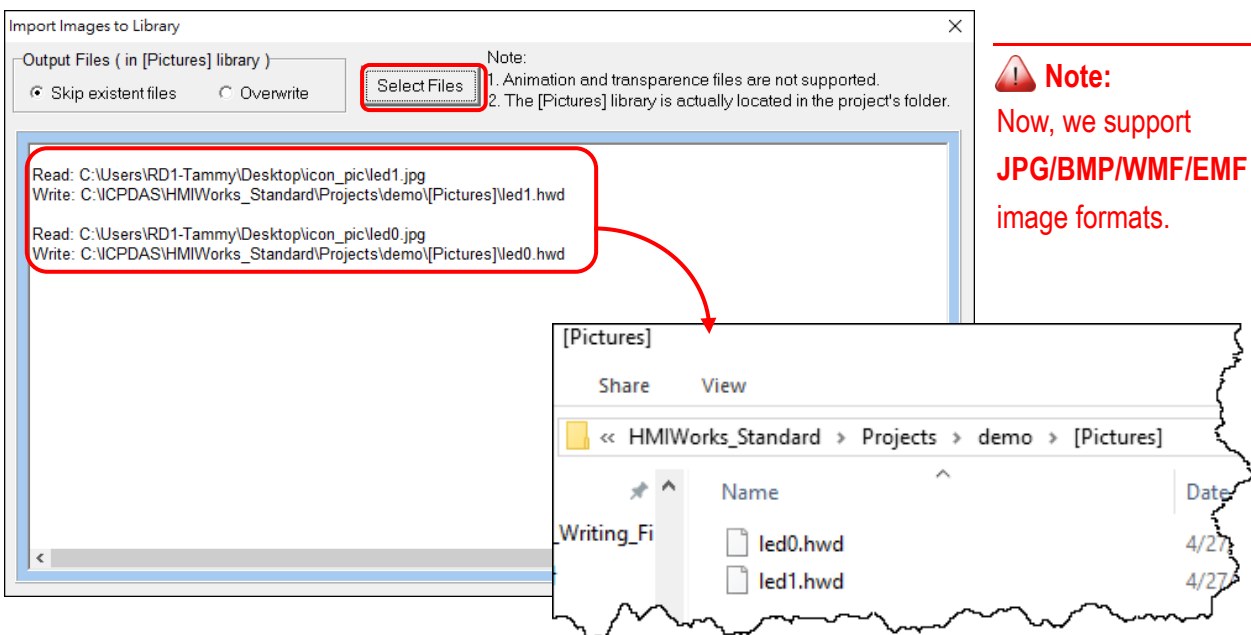 Import Images to Library
Output Files ( in [Pictures] library )
Skip existent files
Overwrite
Select Files
Note:
1. Animation and transparence files are not supported.
2. The [Pictures] library is actually located in the project's folder.
Read: C:\Users\RD1-Tammy\Desktop\icon_pic\led1.jpg
Write: C:\ICPDAS\HMIWorks_Standard\Projects\demo\[Pictures]\led1.hwd
Read: C:\Users\RD1-Tammy\Desktop\icon_pic\led0.jpg
Write: C:\ICPDAS\HMIWorks_Standard\Projects\demo\[Pictures]\led0.hwd
Note:
Now, we support
JPG/BMP/WMF/EMF
image formats.
[Pictures]
Share View
« HMIWorks_Standard > Projects > demo > [Pictures]
Name Date
_Writing_Fi
led0.hwd 4/27
led1.hwd 4/27